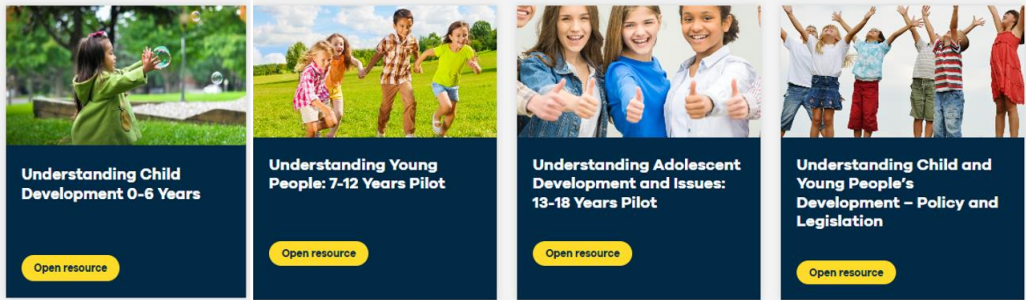 Understanding Child
Development 0-6 Years
Open resource
Understanding Young
People: 7-12 Years Pilot
Open resource
Understanding Adolescent
Development and Issues:
13-18 Years Pilot
Open resource
Understanding Child and
Young People’s
Development – Policy and
Legislation
Open resource